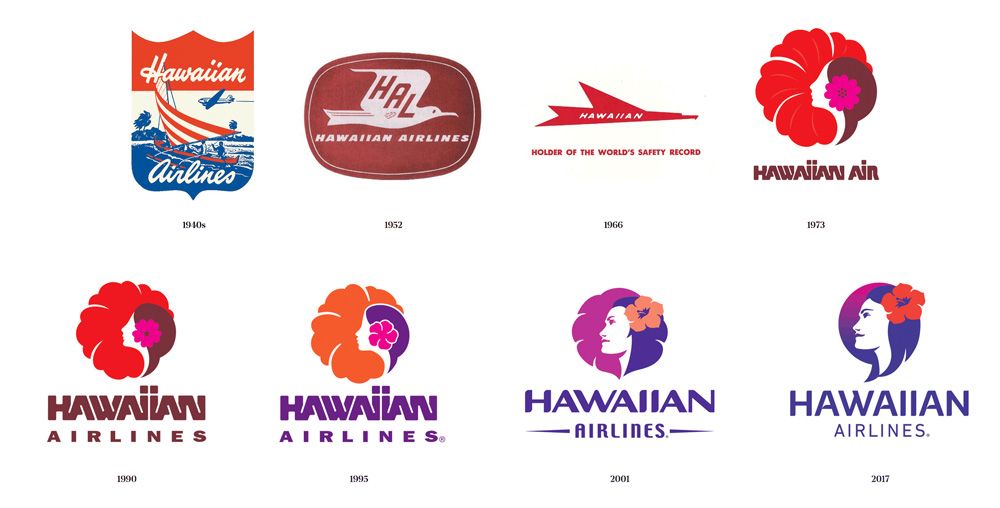 Hawaiian
Airlines
1940s
HAL
HAWAIIAN AIRLINES
1952
HAWAIIAN
HOLDER OF THE WORLD'S SAFETY RECORD
1966
HAWAIIAN AIR
1973
HAWAIIAN
AIRLINES
1990
HAWAIIAN
AIRLINES®
1995
HAWAIIAN
AIRLINES®
2001
HAWAIIAN
AIRLINES®
2017